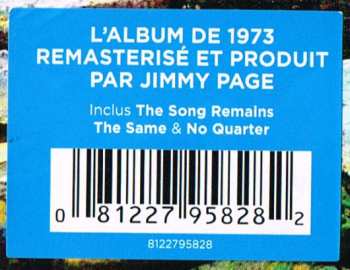 L'ALBUM DE 1973
REMASTERISÉ ET PRODUIT
PAR JIMMY PAGE
Inclus The Song Remains
The Same & No Quarter
0 81227 95828 2
8122795828